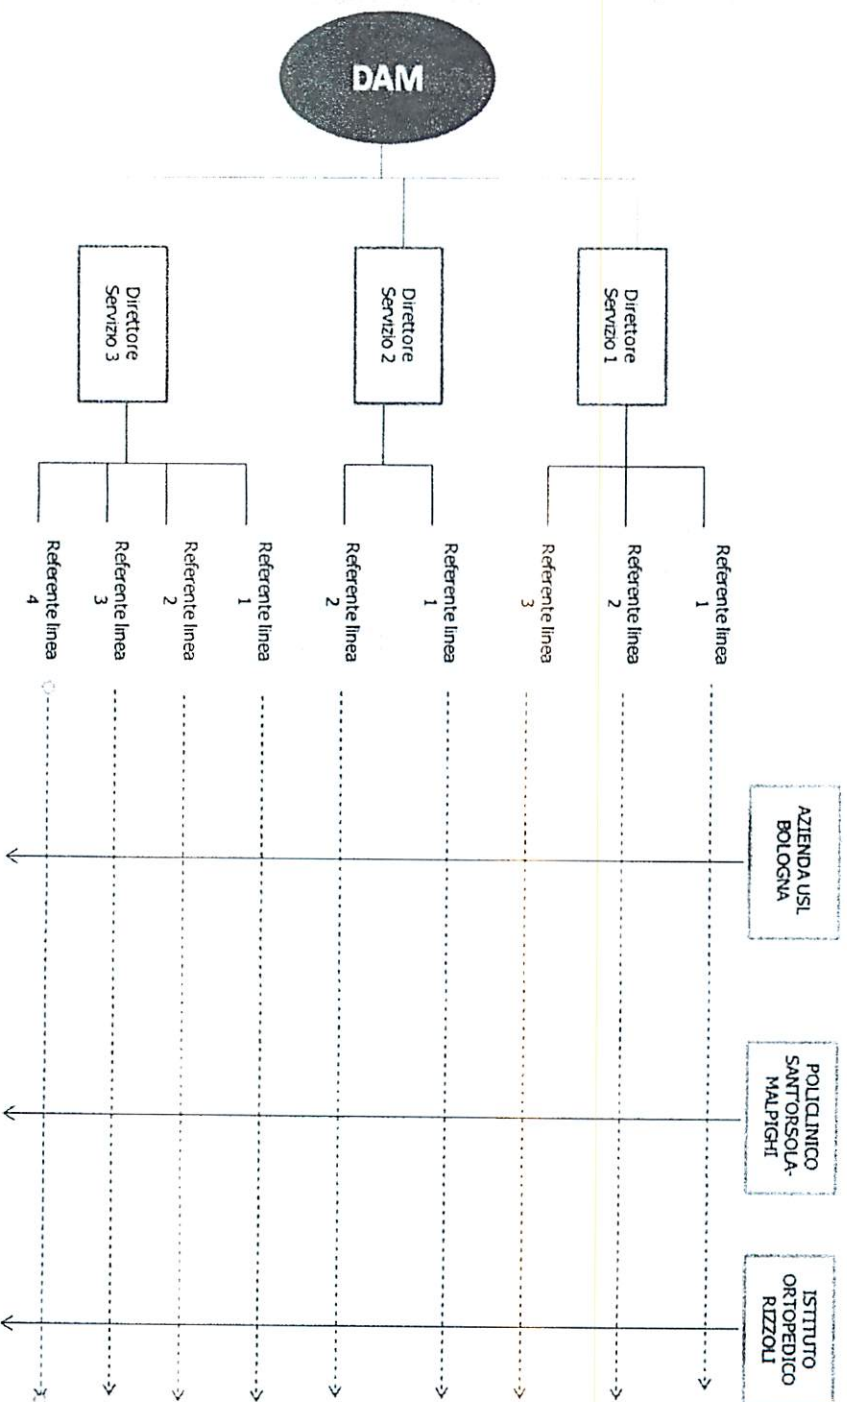 AZIENDA USL
BOLOGNA
POLICLINICO
SANT'ORSOLA-
MALPIGHI
ISTITUTO
ORTOPEDICO
RIZZOLI
DAM
Direttore
Servizio 1
Referente linea
1
Referente linea
2
Referente linea
3
Direttore
Servizio 2
Referente linea
1
Referente linea
2
Direttore
Servizio 3
Referente linea
1
Referente linea
2
Referente linea
3
Referente linea
4